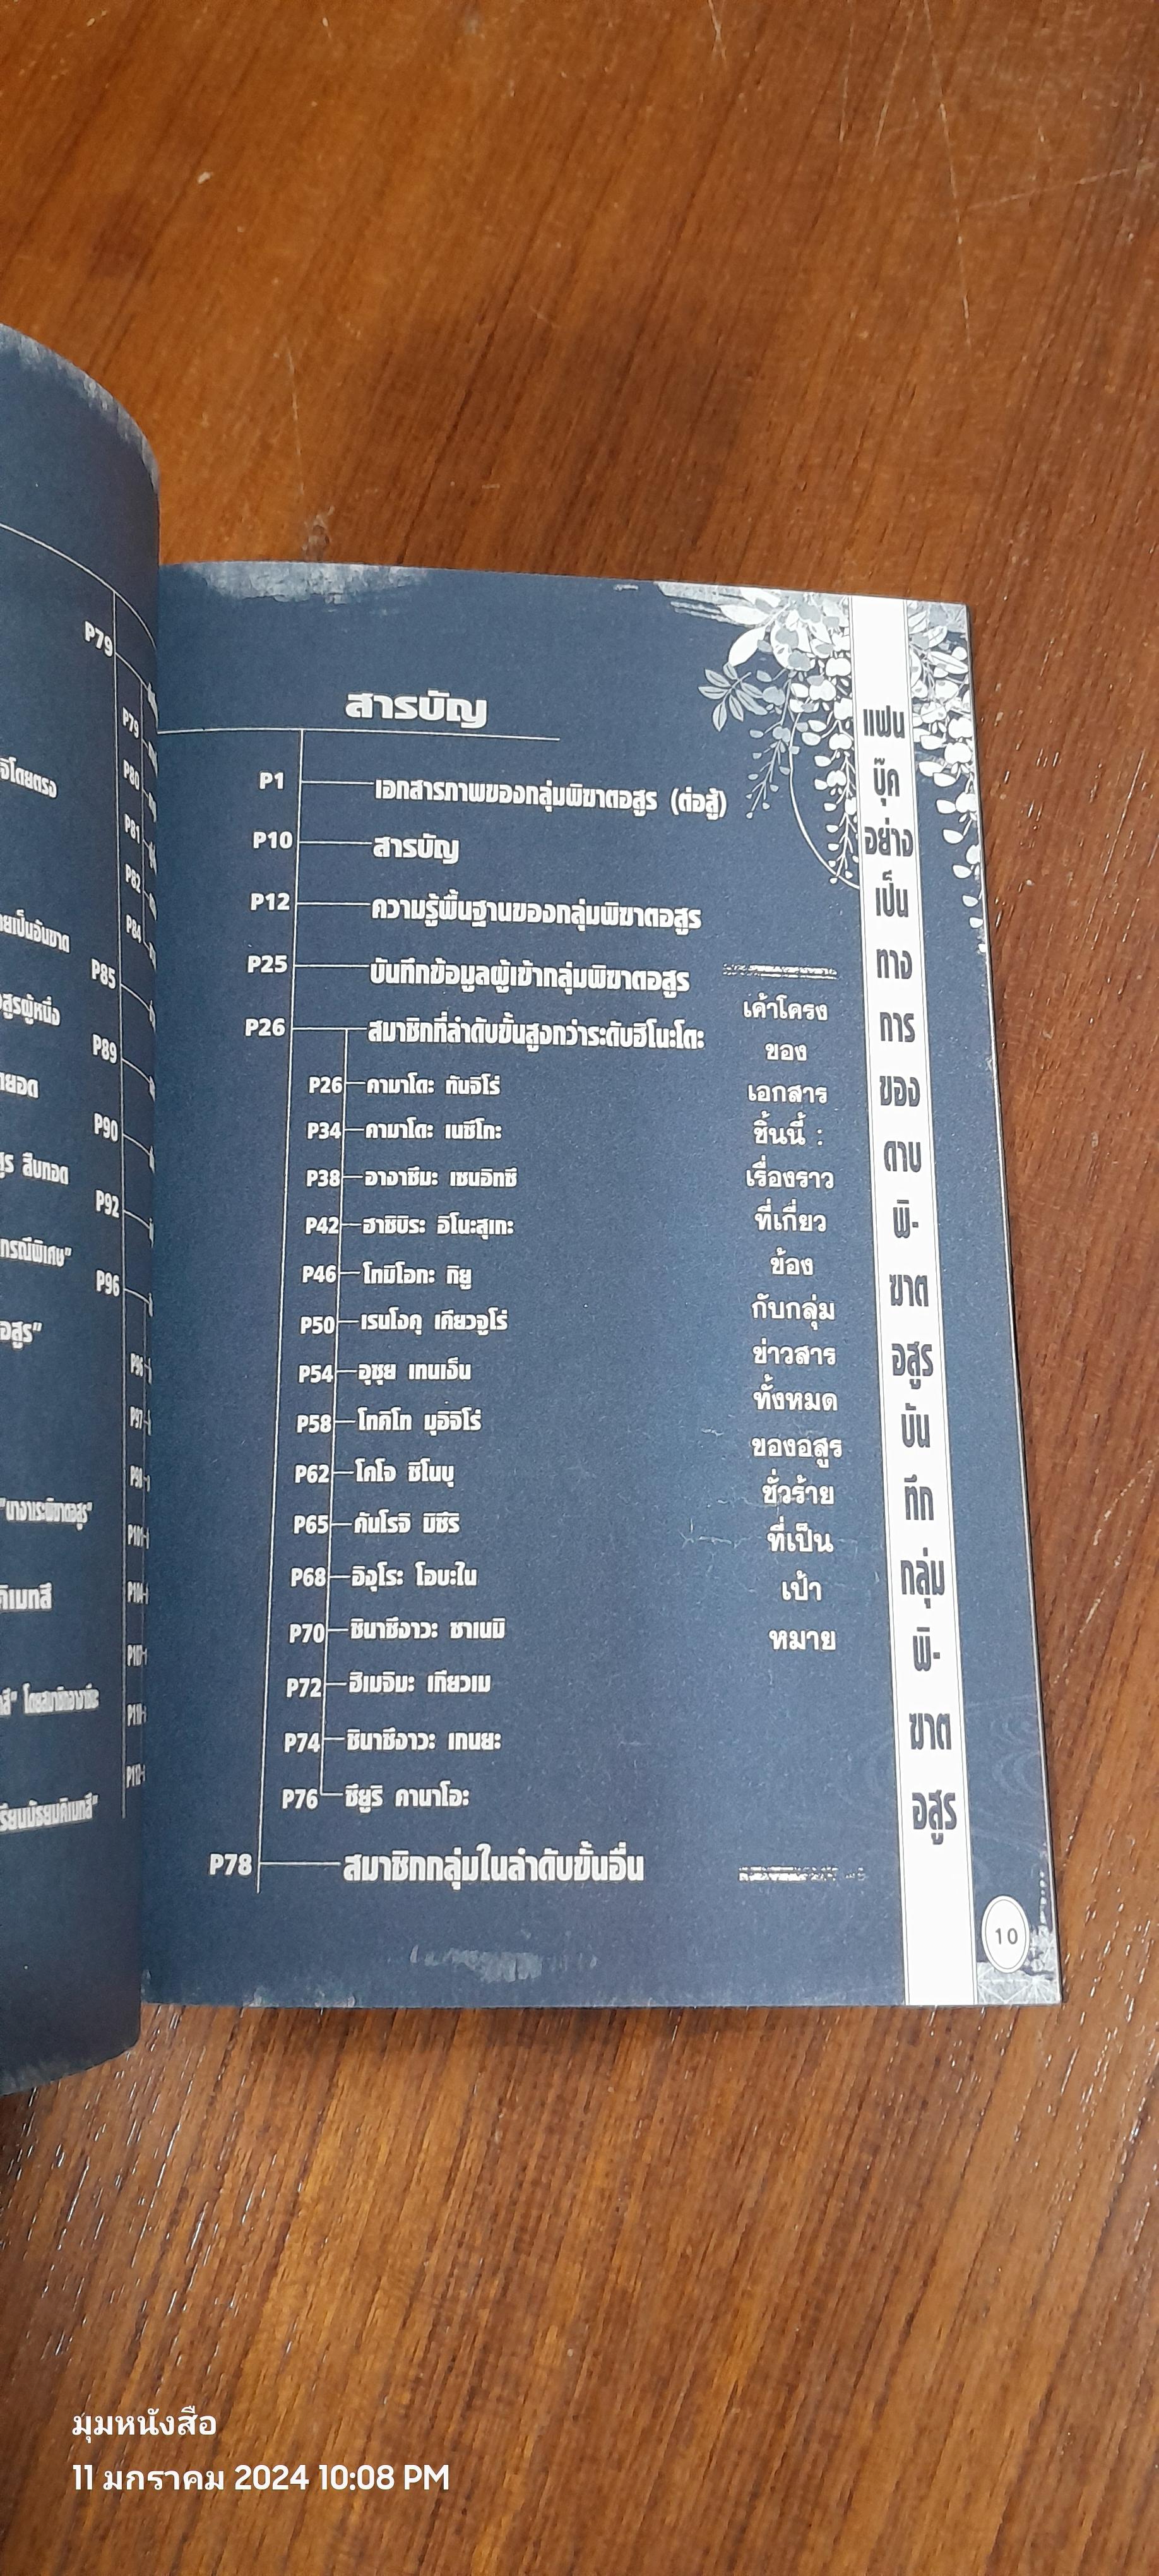 สารบัญ
P1 เอกสารภาพของกลุ่มพิฆาตอสูร (ต่อสู้)
P10 สารบัญ
P12 ความรู้พื้นฐานของกลุ่มพิฆาตอสูร
P25 บันทึกข้อมูลผู้เข้ากลุ่มพิฆาตอสูร
P26 สมาชิกที่ลำดับขั้นสูงกว่าระดับฮิโนะโตะ
P26 คามาโดะ ทันจิโร่
P34 คามาโดะ เนซึโกะ
P38 อางาซึมะ เซนอิทซึ
P42 ฮาชิบิระ อิโนะสุเกะ
P46 โทมิโอกะ กิยู
P50 เรนโงคุ เคียวจูโร่
P54 อุซุย เทนเง็น
P58 โทคิโท มุอิจิโร่
P62 โคโจ ชิโนบุ
P65 คันโรจิ มิซึริ
P68 อิงุโระ โอบะไน
P70 ชินาซึงาวะ ซาเนมิ
P72 ฮิเมจิมะ เกียวเม
P74 ชินาซึงาวะ เกนยะ
P76 ซึยูริ คานาโอะ
P78 สมาชิกกลุ่มในลำดับขั้นอื่น
เค้าโครง
ของ
เอกสาร
ชิ้นนี้ :
เรื่องราว
ที่เกี่ยว
ข้อง
กับกลุ่ม
ข่าวสาร
ทั้งหมด
ของอสูร
ชั่วร้าย
ที่เป็น
เป้า
หมาย
แฟน
บุ๊ค
อย่าง
เป็น
ทาง
การ
ของ
ดาบ
พิ-
ฆาต
อสูร
บัน
ทึก
กลุ่ม
พิ-
ฆาต
อสูร
10
P79
P79
P80
P81
P82
P84
P85
P89
P90
P92
P96
P96
P97
P98
มุมหนังสือ
11 มกราคม 2024 10:08 PM